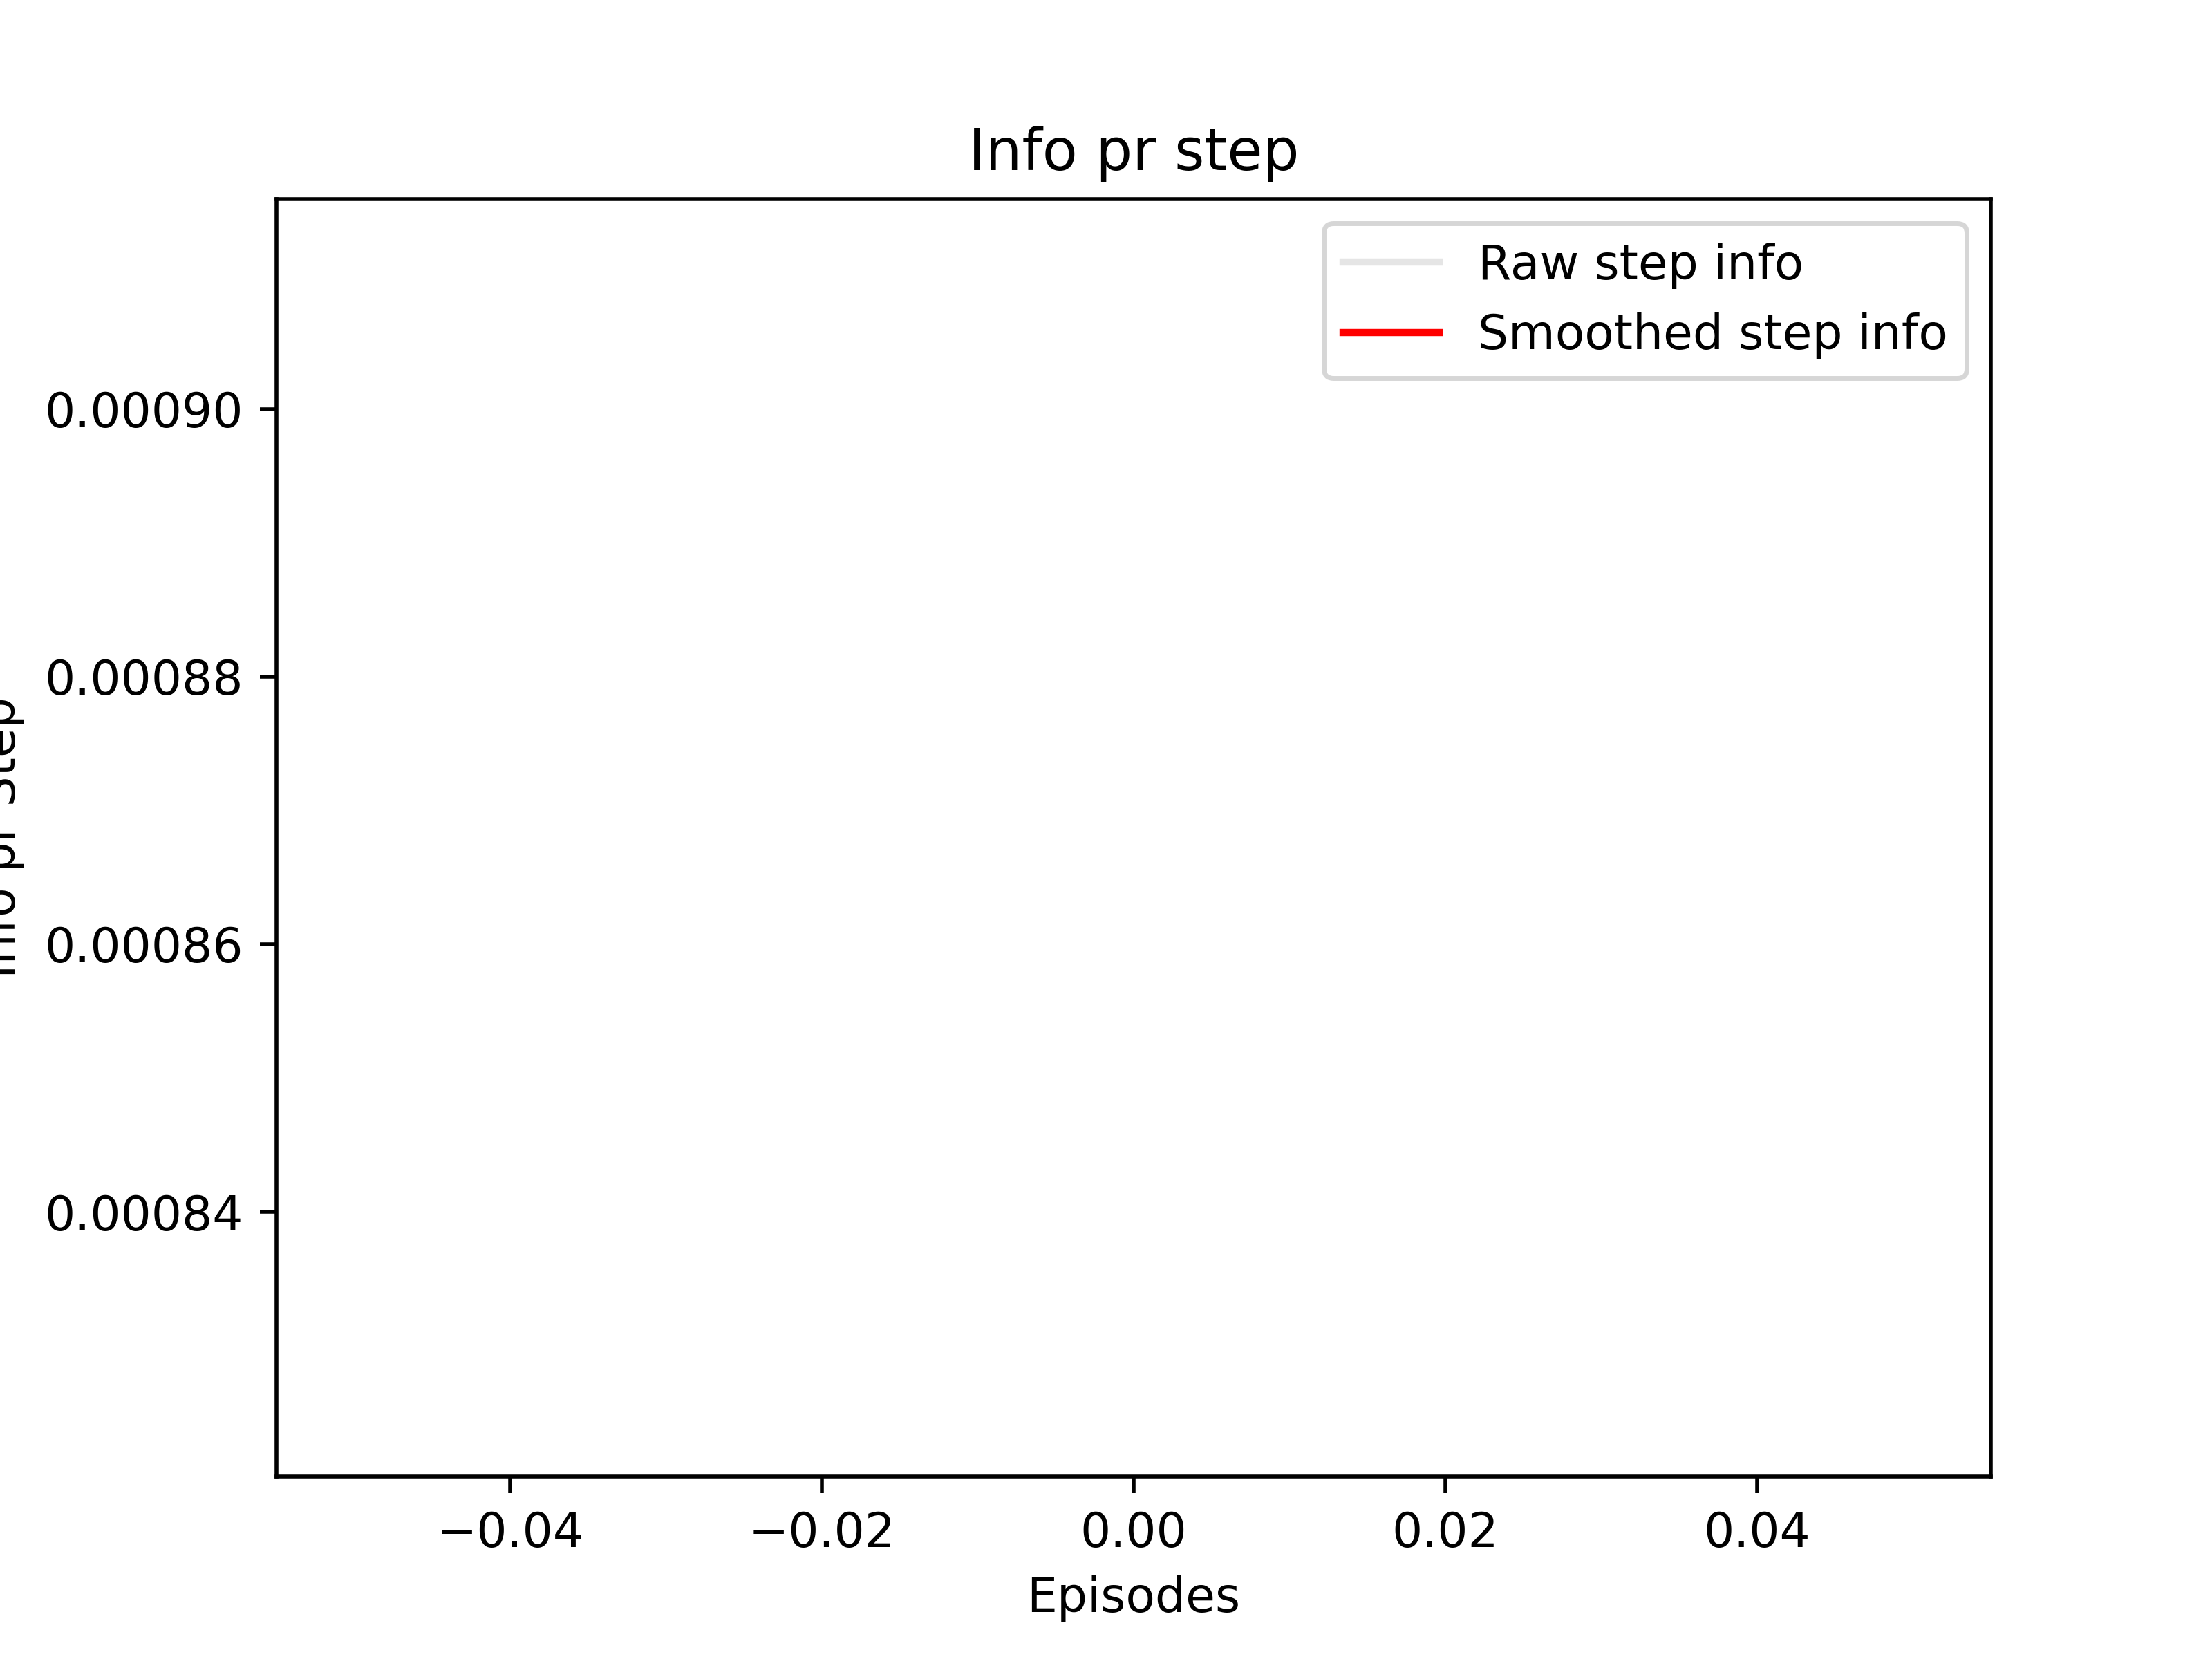 Info pr step
Raw step info
Smoothed step info
0.00090
0.00088
0.00086
0.00084
−0.04 −0.02 0.00 0.02 0.04
Episodes